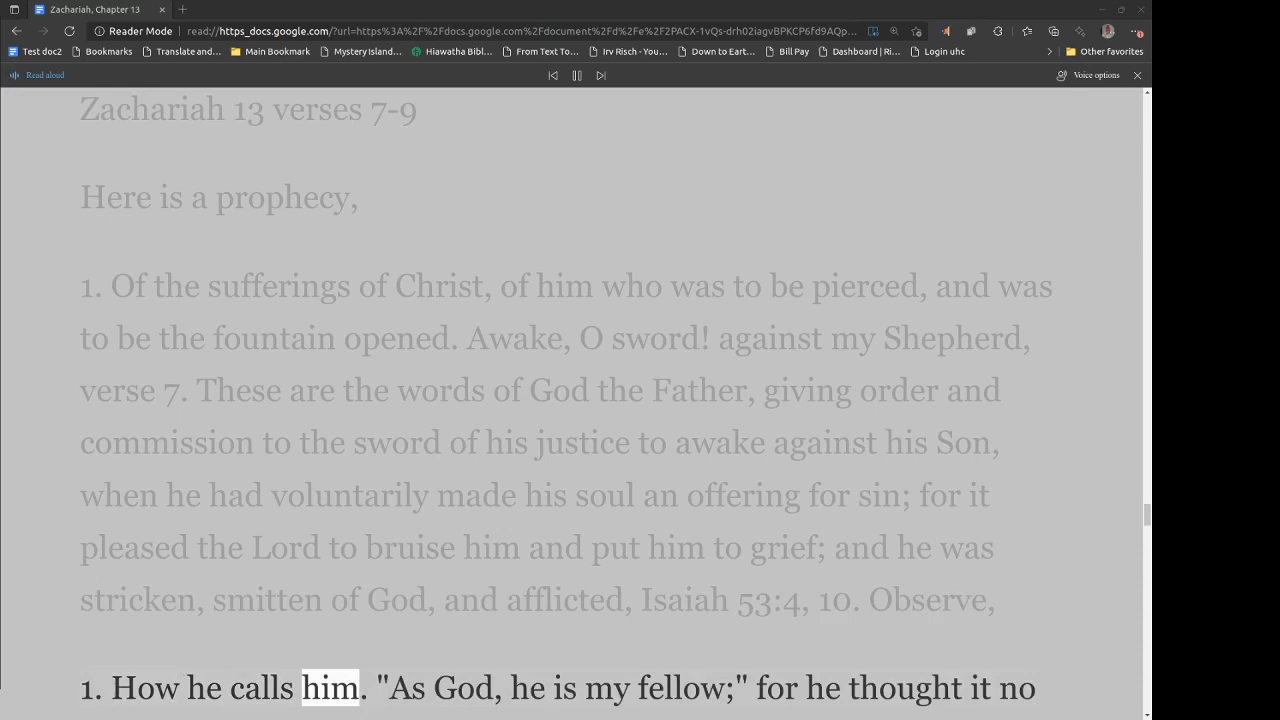 Zachariah, Chapter 13
Reader Mode
read://https_docs.google.com/?url=https%3A%2F%2Fdocs.google.com%2Fdocument%2Fd%2Fe%2F2PACX-1vQs-drh02iagvBPKCP6fd9AQp...
Test doc2 Bookmarks Translate and... Main Bookmark Mystery Island... Hiawatha Bibl... From Text To... Irv Risch - You... Down to Eart... Bill Pay Dashboard | Ri... Login uhc Other favorites
Read aloud Voice options
Zachariah 13 verses 7-9
Here is a prophecy,
1. Of the sufferings of Christ, of him who was to be pierced, and was
to be the fountain opened. Awake, O sword! against my Shepherd,
verse 7. These are the words of God the Father, giving order and
commission to the sword of his justice to awake against his Son,
when he had voluntarily made his soul an offering for sin; for it
pleased the Lord to bruise him and put him to grief; and he was
stricken, smitten of God, and afflicted, Isaiah 53:4, 10. Observe,
1. How he calls him. "As God, he is my fellow;" for he thought it no